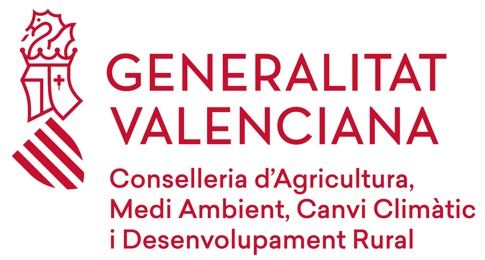 GENERALITAT
VALENCIANA
Conselleria d'Agricultura,
Medi Ambient, Canvi Climàtic
i Desenvolupament Rural